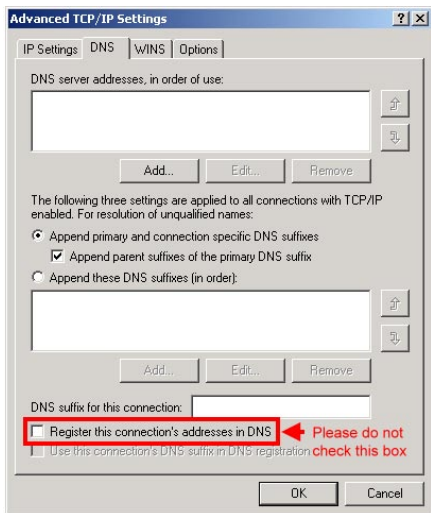 Advanced TCP/IP Settings
IP Settings DNS WINS Options
DNS server addresses, in order of use:
Add... Edit... Remove
The following three settings are applied to all connections with TCP/IP
enabled. For resolution of unqualified names:
Append primary and connection specific DNS suffixes
Append parent suffixes of the primary DNS suffix
Append these DNS suffixes (in order):
Add... Edit... Remove
DNS suffix for this connection:
Register this connection's addresses in DNS Please do not
Use this connection's DNS suffix in DNS registration check this box
OK Cancel